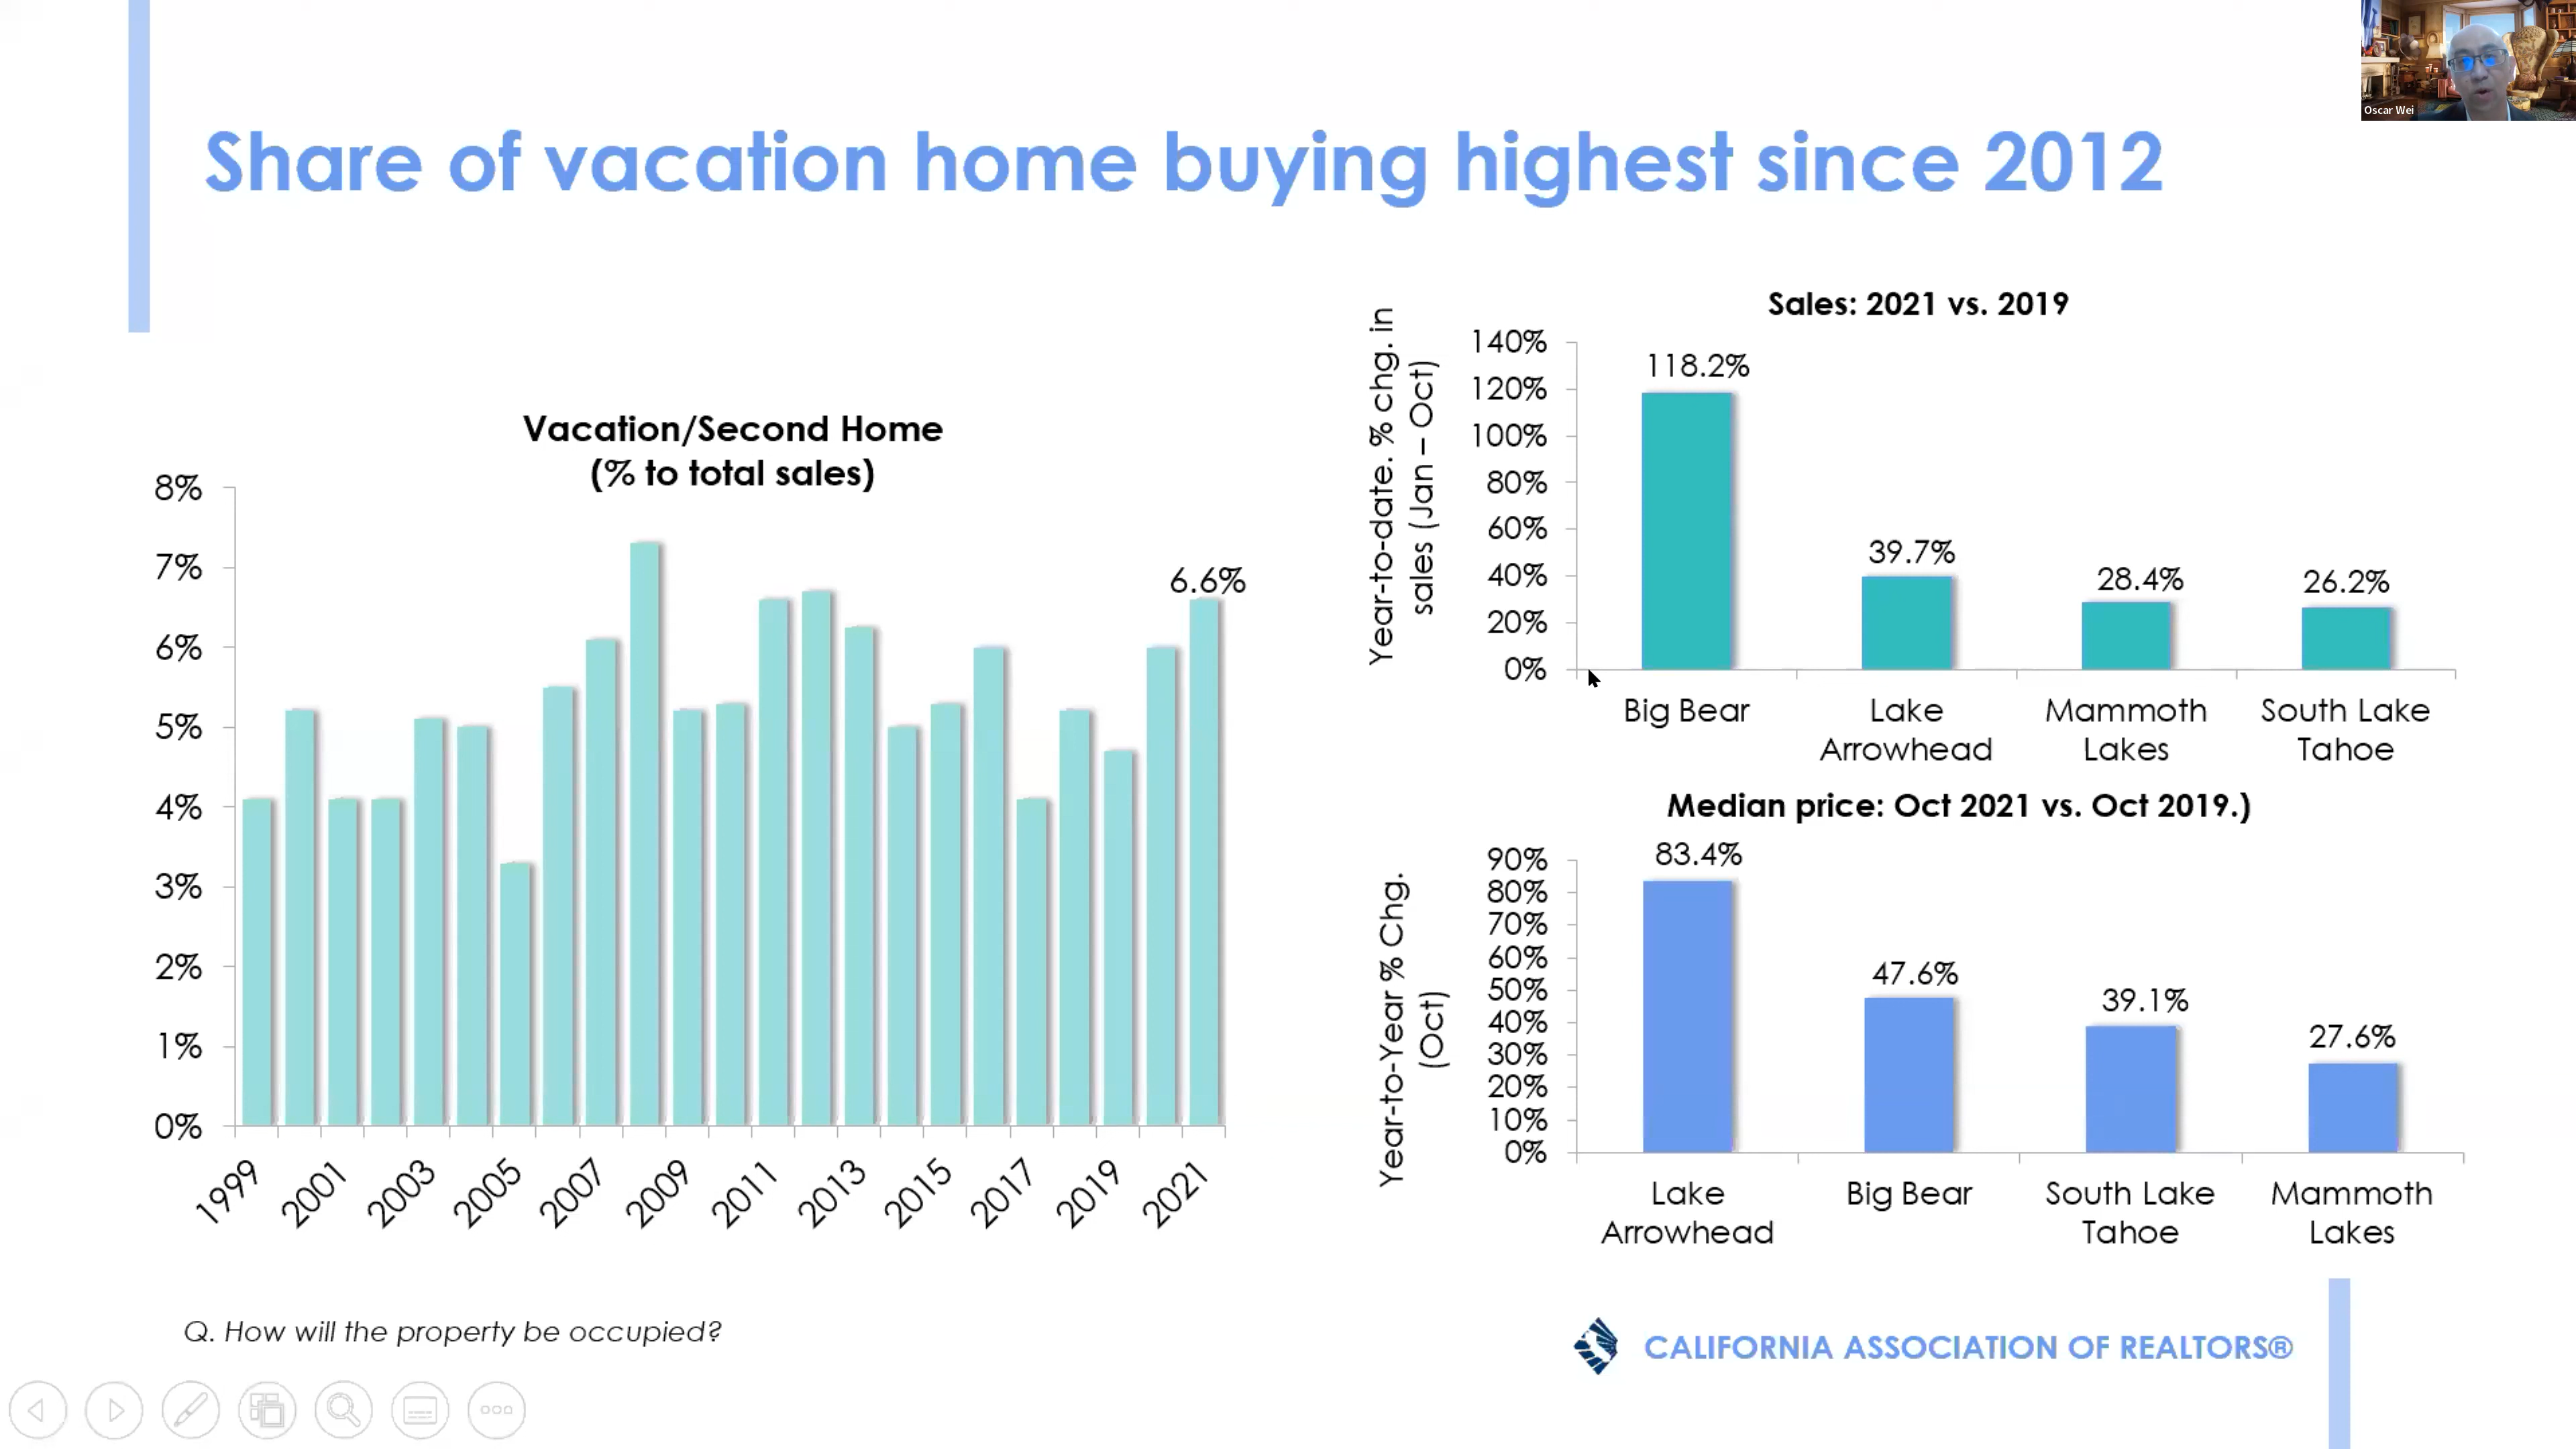 Oscar Wei
Share of vacation home buying highest since 2012
Vacation/Second Home
(% to total sales)
8%
7%
6%
5%
4%
3%
2%
1%
0%
6.6%
1999
2001
2003
2005
2007
2009
2011
2013
2015
2017
2019
2021
Sales: 2021 vs. 2019
Year-to-date. % chg. in
sales (Jan – Oct)
140%
120%
100%
80%
60%
40%
20%
0%
118.2%
39.7%
28.4%
26.2%
Big Bear
Lake
Arrowhead
Mammoth
Lakes
South Lake
Tahoe
Median price: Oct 2021 vs. Oct 2019.)
Year-to-Year % Chg.
(Oct)
90%
80%
70%
60%
50%
40%
30%
20%
10%
0%
83.4%
47.6%
39.1%
27.6%
Lake
Arrowhead
Big Bear
South Lake
Tahoe
Mammoth
Lakes
Q. How will the property be occupied?
CALIFORNIA ASSOCIATION OF REALTORS®